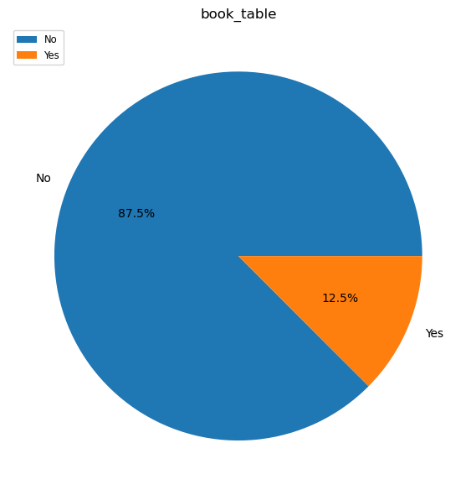 book_table
No
Yes
No
87.5%
12.5%
Yes